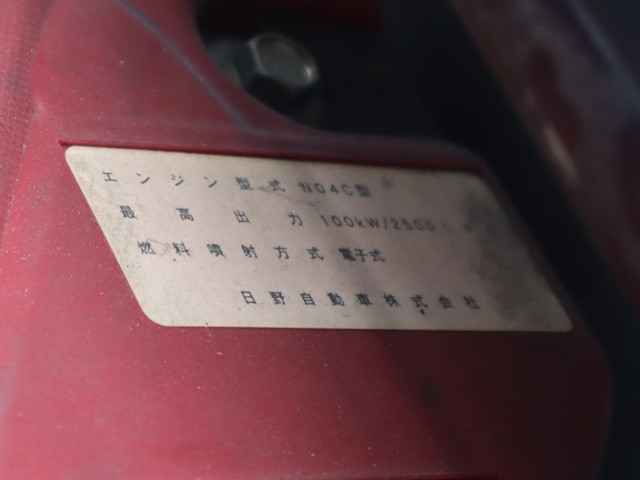 エンジン型式 N04C型
最高出力 100kW/2500
燃料噴射方式 電子式
日野自動車株式会社